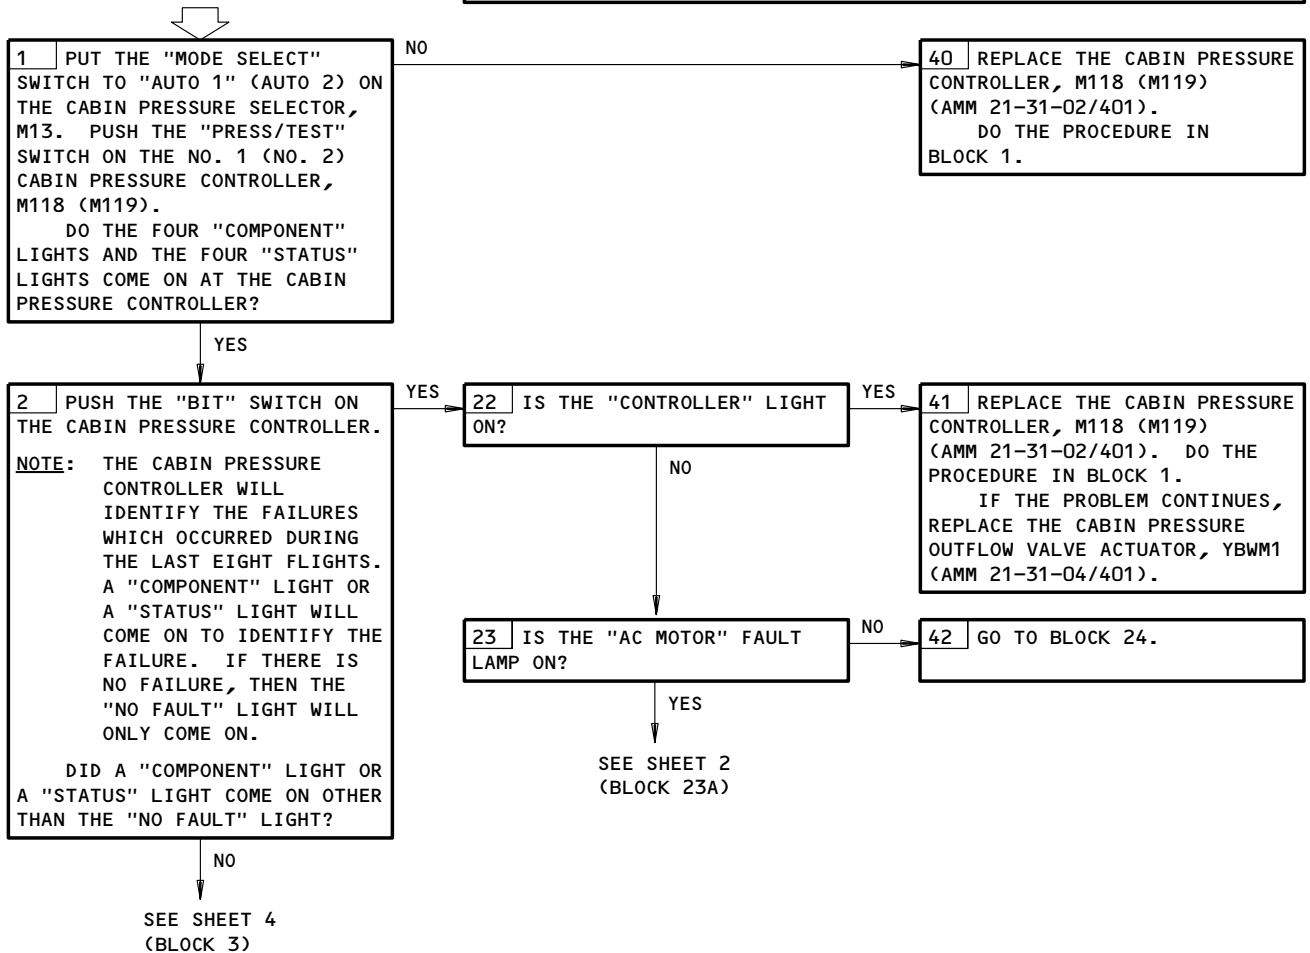 1 PUT THE "MODE SELECT"
SWITCH TO "AUTO 1" (AUTO 2) ON
THE CABIN PRESSURE SELECTOR,
M13. PUSH THE "PRESS/TEST"
SWITCH ON THE NO. 1 (NO. 2)
CABIN PRESSURE CONTROLLER,
M118 (M119).
DO THE FOUR "COMPONENT"
LIGHTS AND THE FOUR "STATUS"
LIGHTS COME ON AT THE CABIN
PRESSURE CONTROLLER?
NO
40 REPLACE THE CABIN PRESSURE
CONTROLLER, M118 (M119)
(AMM 21-31-02/401).
DO THE PROCEDURE IN
BLOCK 1.
YES
2 PUSH THE "BIT" SWITCH ON
THE CABIN PRESSURE CONTROLLER.
NOTE: THE CABIN PRESSURE
CONTROLLER WILL
IDENTIFY THE FAILURES
WHICH OCCURRED DURING
THE LAST EIGHT FLIGHTS.
A "COMPONENT" LIGHT OR
A "STATUS" LIGHT WILL
COME ON TO IDENTIFY THE
FAILURE. IF THERE IS
NO FAILURE, THEN THE
"NO FAULT" LIGHT WILL
ONLY COME ON.
DID A "COMPONENT" LIGHT OR
A "STATUS" LIGHT COME ON OTHER
THAN THE "NO FAULT" LIGHT?
YES
22 IS THE "CONTROLLER" LIGHT
ON?
YES
41 REPLACE THE CABIN PRESSURE
CONTROLLER, M118 (M119)
(AMM 21-31-02/401). DO THE
PROCEDURE IN BLOCK 1.
IF THE PROBLEM CONTINUES,
REPLACE THE CABIN PRESSURE
OUTFLOW VALVE ACTUATOR, YBWM1
(AMM 21-31-04/401).
NO
23 IS THE "AC MOTOR" FAULT
LAMP ON?
NO
42 GO TO BLOCK 24.
YES
SEE SHEET 2
(BLOCK 23A)
NO
SEE SHEET 4
(BLOCK 3)